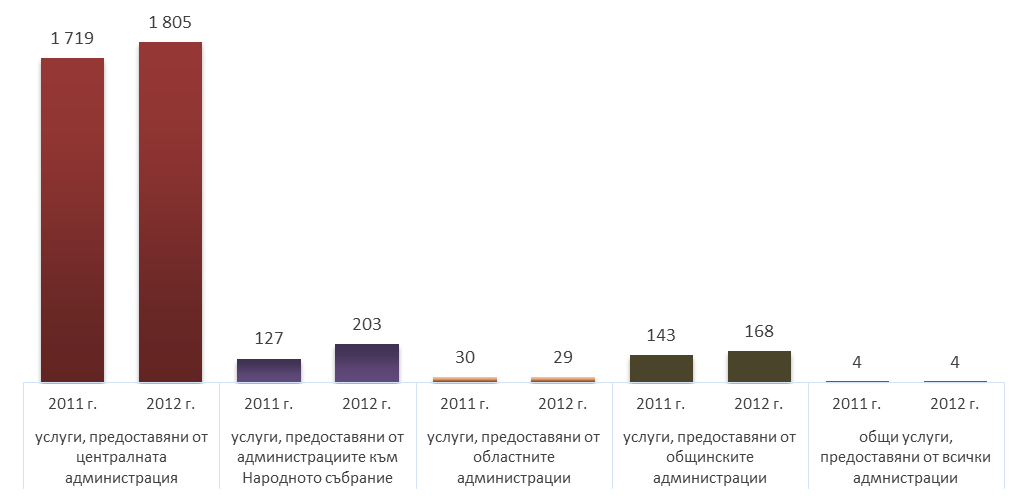 1 719
1 805
127
203
30
29
143
168
4
4
2011 г.
2012 г.
2011 г.
2012 г.
2011 г.
2012 г.
2011 г.
2012 г.
2011 г.
2012 г.
услуги, предоставяни от
централната
администрация
услуги, предоставяни от
администрациите към
Народното събрание
услуги, предоставяни от
областните
администрации
услуги, предоставяни от
общинските
администрации
общи услуги,
предоставани от всички
адмнистрации